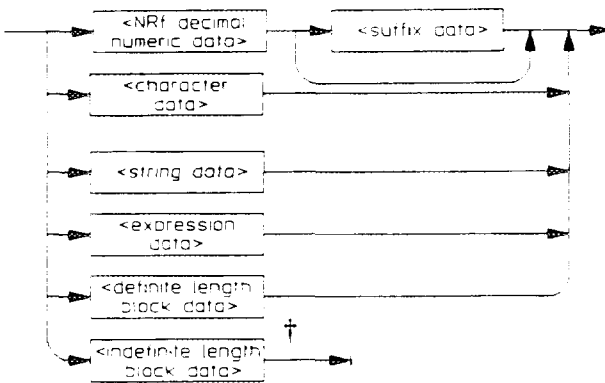 <NRf decimal
numeric data>
<suffix data>
<character
data>
<string data>
<expression
data>
<definite length
block data>
†
<indefinite length
block data>